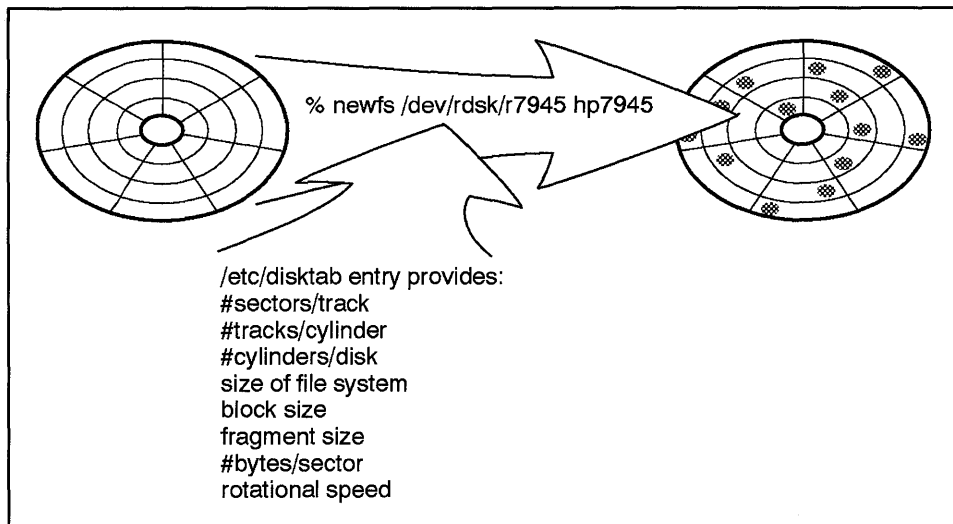 % newfs /dev/rdsk/r7945 hp7945
/etc/disktab entry provides:
#sectors/track
#tracks/cylinder
#cylinders/disk
size of file system
block size
fragment size
#bytes/sector
rotational speed